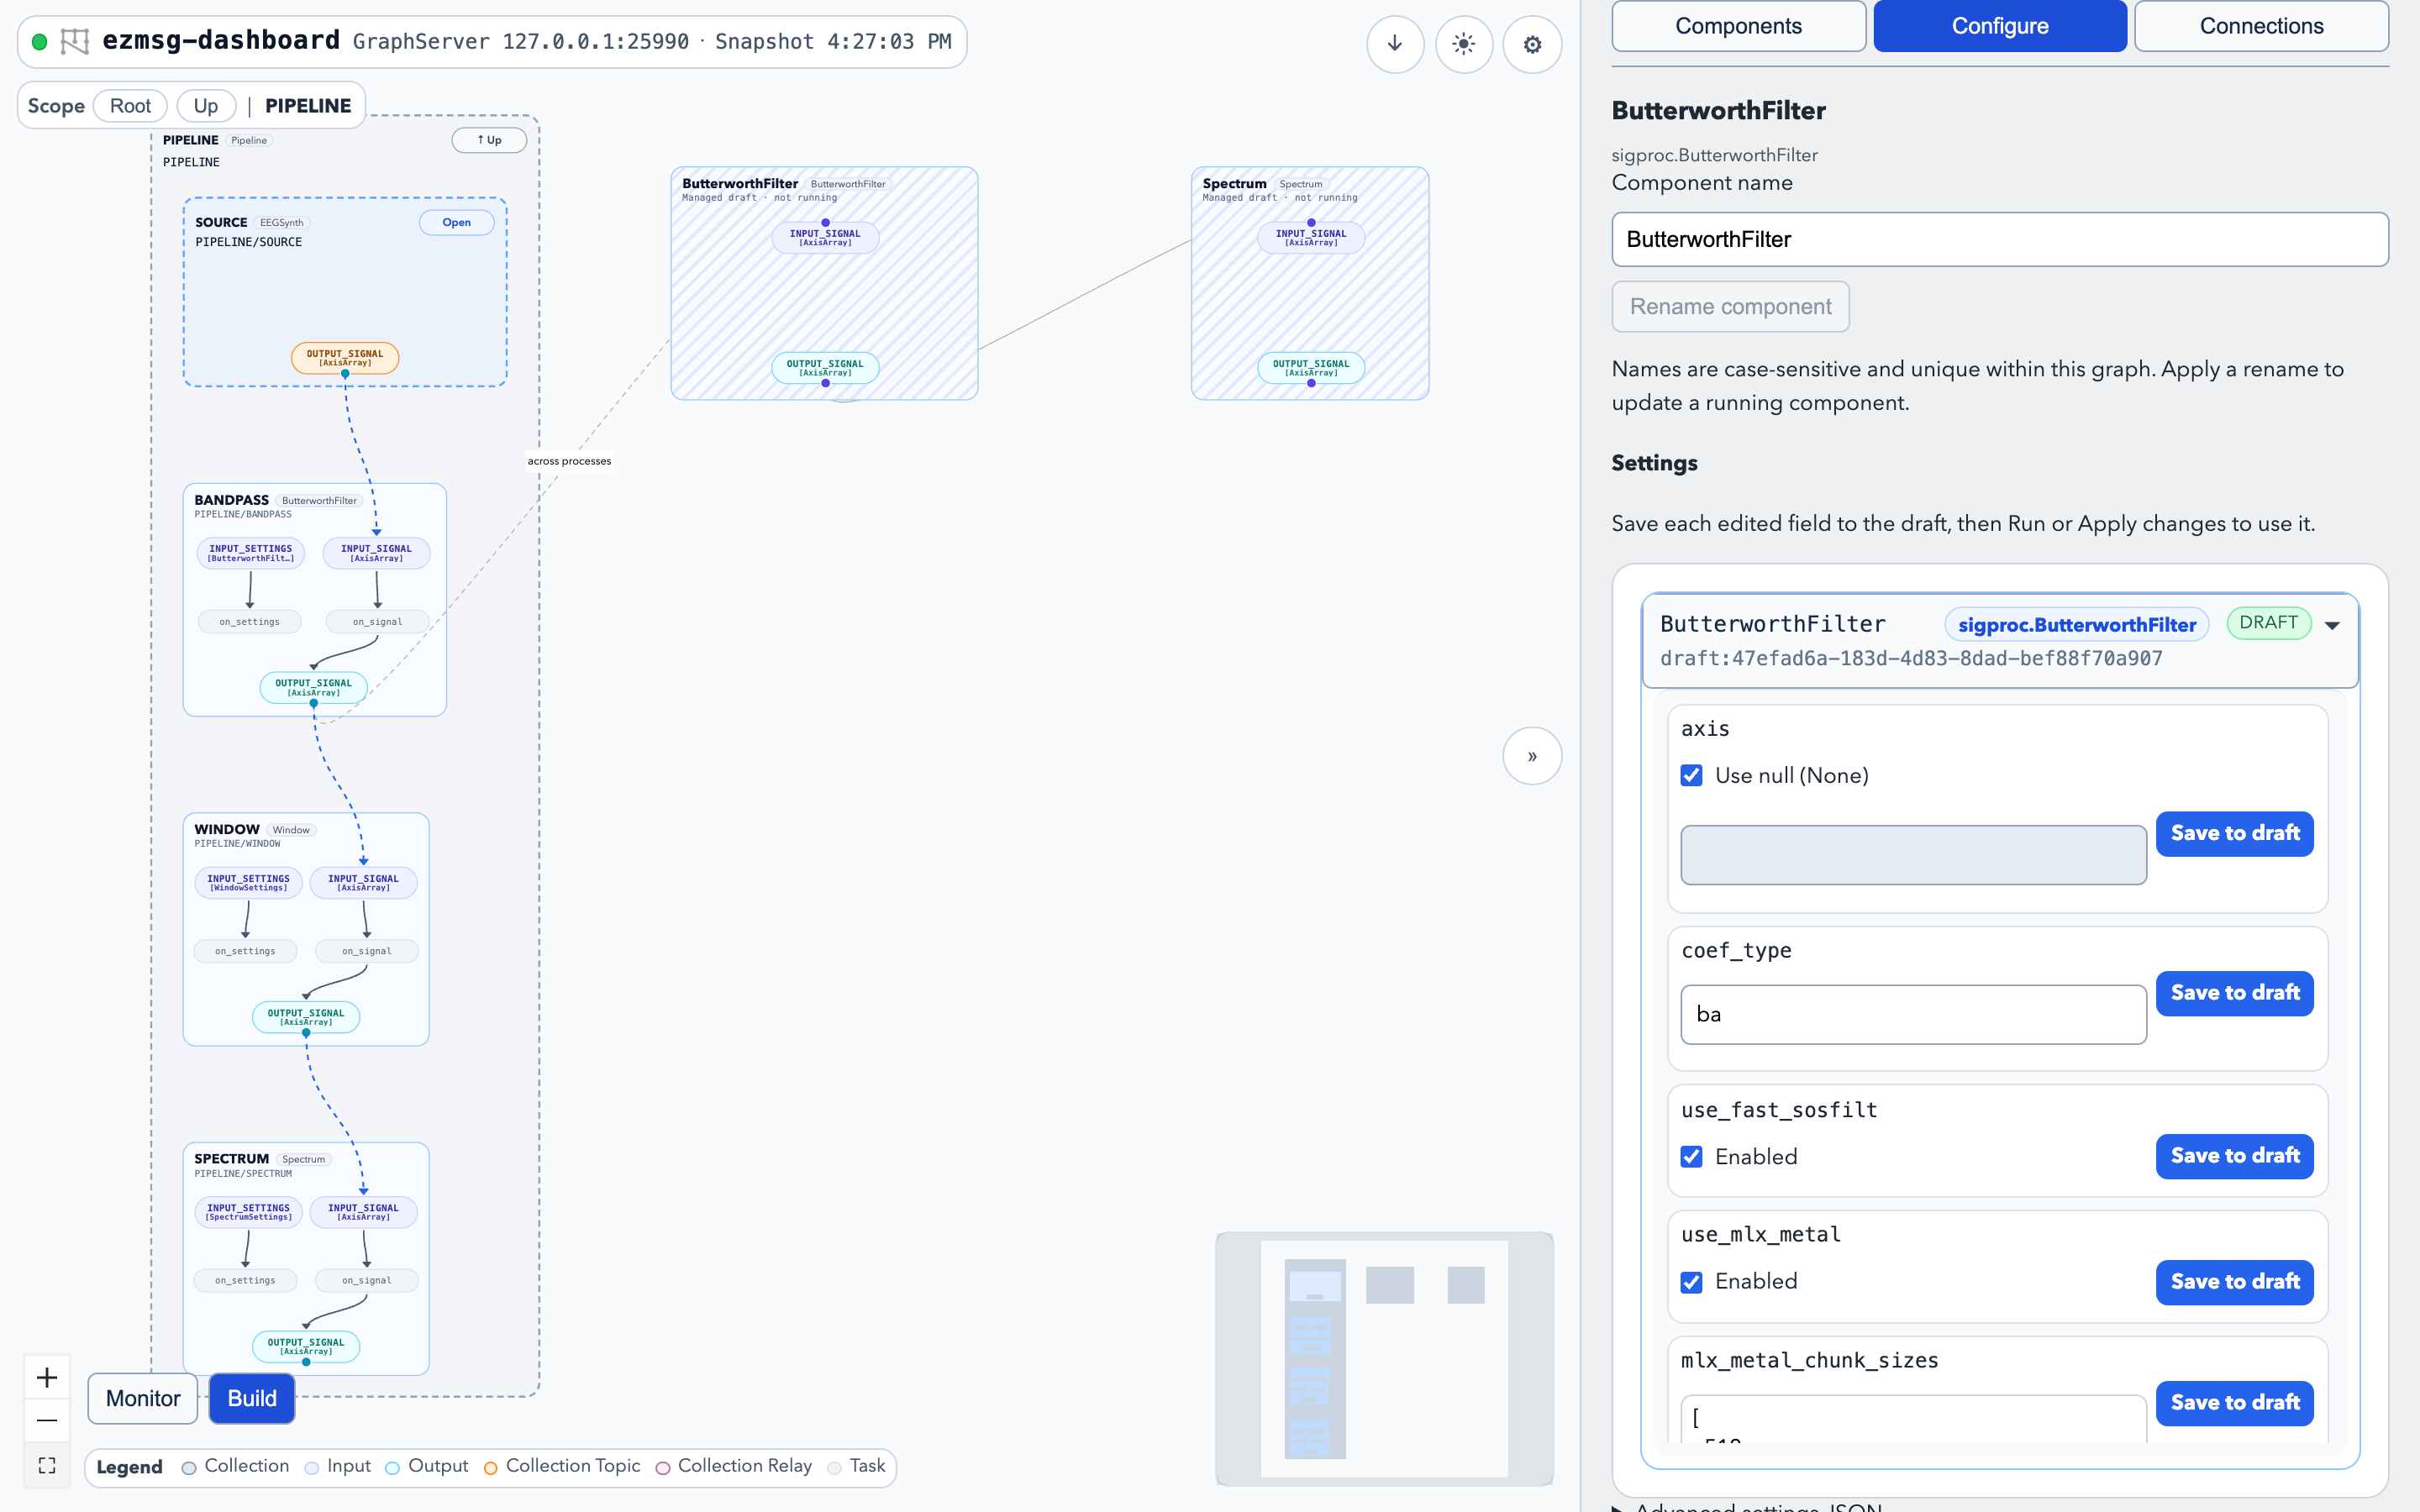 ezmsg-dashboard GraphServer 127.0.0.1:25990 · Snapshot 4:27:03 PM
Scope Root Up | PIPELINE
PIPELINE Pipeline ↑ Up
PIPELINE
SOURCE EEGSynth Open
PIPELINE/SOURCE
OUTPUT_SIGNAL
[AxisArray]
BANDPASS ButterworthFilter
PIPELINE/BANDPASS
INPUT_SETTINGS
[ButterworthFilt…]
INPUT_SIGNAL
[AxisArray]
on_settings
on_signal
OUTPUT_SIGNAL
[AxisArray]
WINDOW Window
PIPELINE/WINDOW
INPUT_SETTINGS
[WindowSettings]
INPUT_SIGNAL
[AxisArray]
on_settings
on_signal
OUTPUT_SIGNAL
[AxisArray]
SPECTRUM Spectrum
PIPELINE/SPECTRUM
INPUT_SETTINGS
[SpectrumSettings]
INPUT_SIGNAL
[AxisArray]
on_settings
on_signal
OUTPUT_SIGNAL
[AxisArray]
across processes
ButterworthFilter ButterworthFilter
Managed draft · not running
INPUT_SIGNAL
[AxisArray]
OUTPUT_SIGNAL
[AxisArray]
Spectrum Spectrum
Managed draft · not running
INPUT_SIGNAL
[AxisArray]
OUTPUT_SIGNAL
[AxisArray]
»
+
−
Monitor Build
Legend Collection Input Output Collection Topic Collection Relay Task
Components Configure Connections
ButterworthFilter
sigproc.ButterworthFilter
Component name
ButterworthFilter
Rename component
Names are case-sensitive and unique within this graph. Apply a rename to
update a running component.
Settings
Save each edited field to the draft, then Run or Apply changes to use it.
ButterworthFilter sigproc.ButterworthFilter DRAFT
draft:47efad6a-183d-4d83-8dad-bef88f70a907
axis
Use null (None)
Save to draft
coef_type
ba
Save to draft
use_fast_sosfilt
Enabled
Save to draft
use_mlx_metal
Enabled
Save to draft
mlx_metal_chunk_sizes
Save to draft
[
Advanced settings JSON